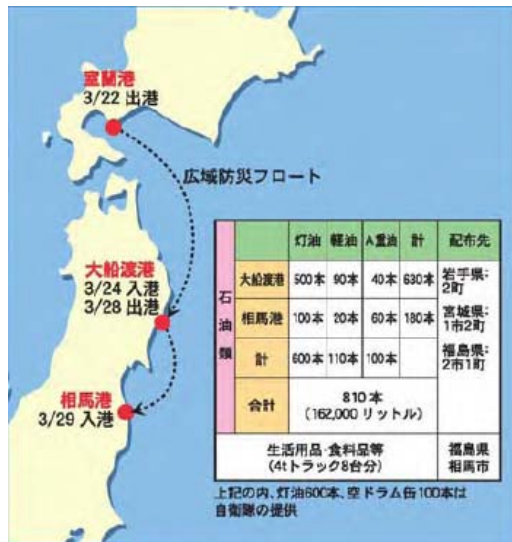 室蘭港
3/22 出港
広域防災フロート
大船渡港
3/24 入港
3/28 出港
相馬港
3/29 入港
灯油 軽油 A重油 計 配布先
石油類
大船渡港 500本 90本 40本 630本 岩手県:
2町
相馬港 100本 20本 60本 180本 宮城県:
1市2町
計 600本 110本 100本 福島県:
2市1町
合計 810本
(162,000 リットル)
生活用品・食料品等
(4tトラック8台分)
福島県
相馬市
上記の内、灯油600本、空ドラム缶100本は
自衛隊の提供